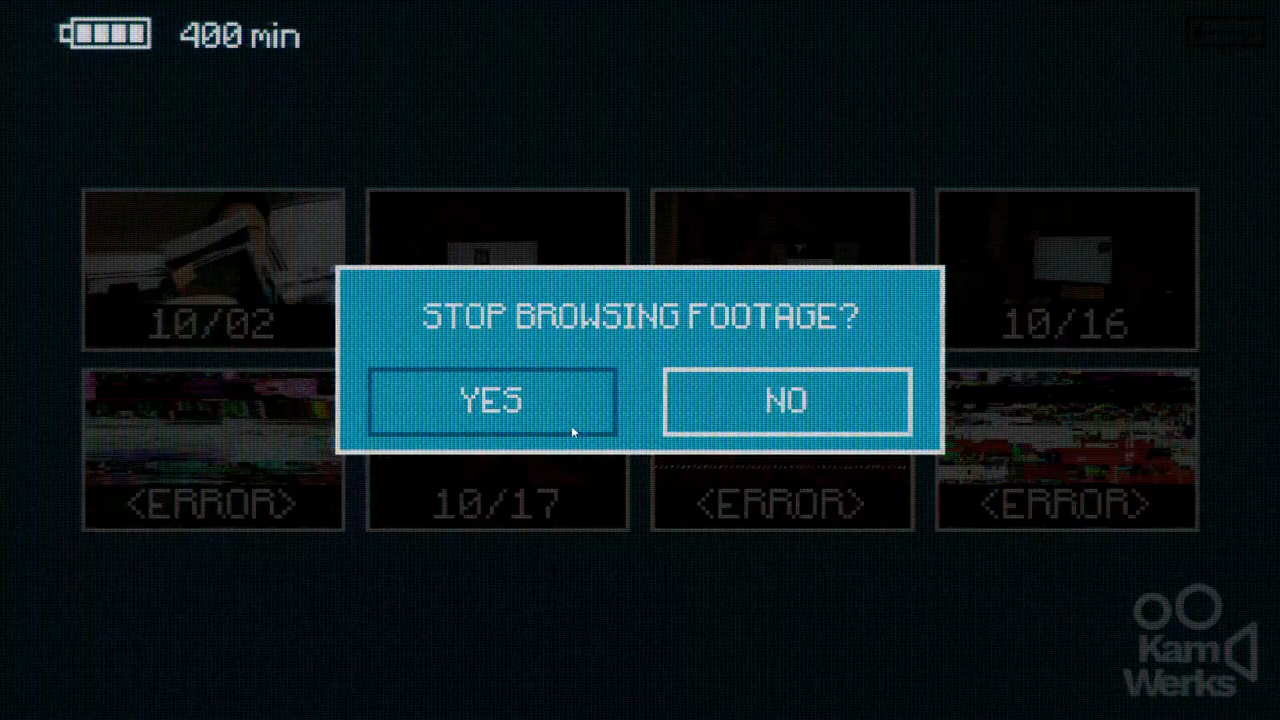 400 min
10/02
10/16
STOP BROWSING FOOTAGE?
YES
NO
<ERROR>
10/17
<ERROR>
<ERROR>
Kam
Werks